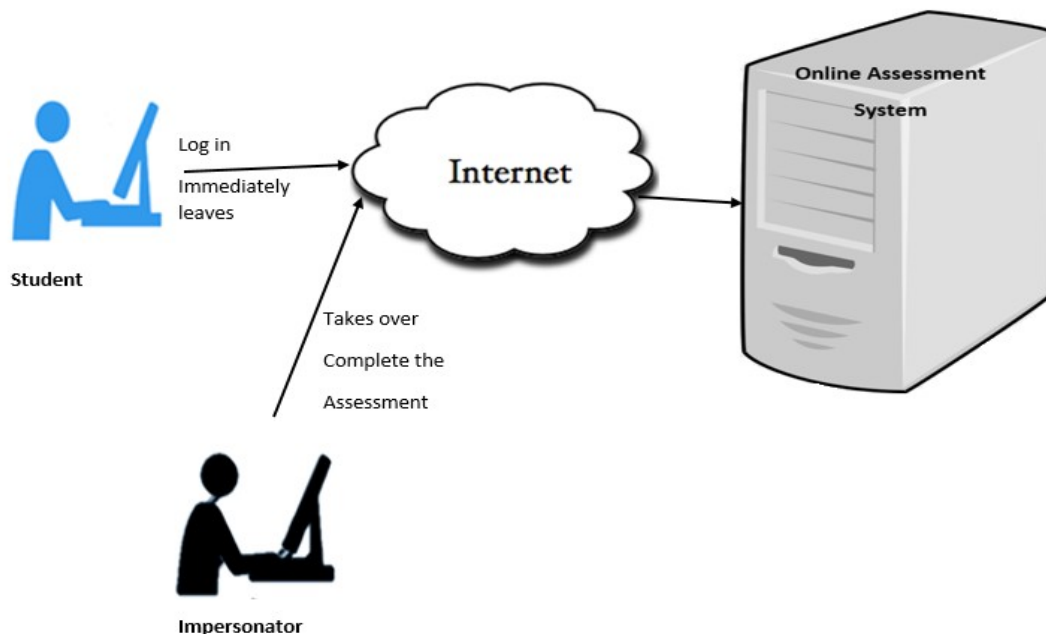 Online Assessment
System
Log in
Immediately
leaves
Internet
Student
Takes over
Complete the
Assessment
Impersonator